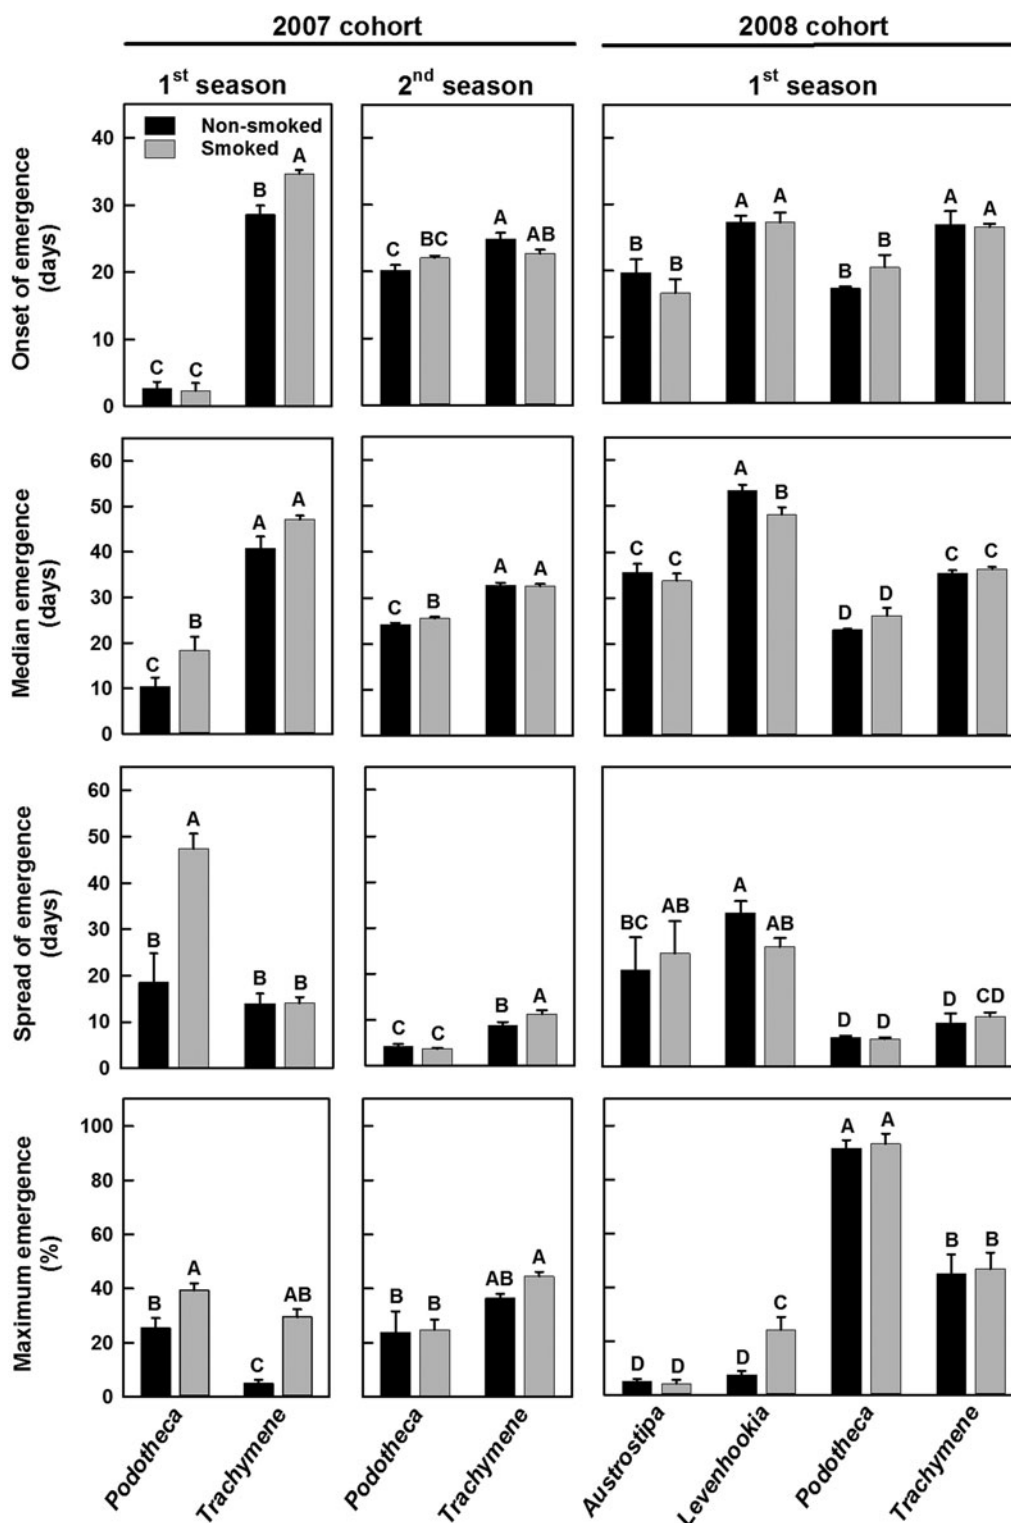 2007 cohort 2008 cohort
1st season 2nd season 1st season
Non-smoked
Smoked
Onset of emergence
(days)
40
30
20
10
0
C C B A
C BC A AB
B B A A B B A A
Median emergence
(days)
60
50
40
30
20
10
0
C B A A
C B A A
C C A B D D C C
Spread of emergence
(days)
60
50
40
30
20
10
0
B A B B
C C B A
BC AB A AB D D D CD
Maximum emergence
(%)
100
80
60
40
20
0
B A C AB
B B AB A
D D D C A A B B
Podotheca Trachymene Podotheca Trachymene Austrostipa Levenhookia Podotheca Trachymene